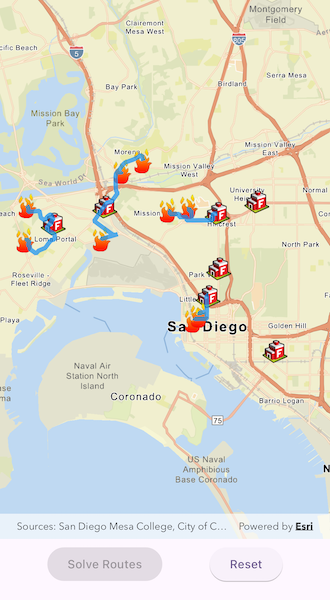 Montgomery
Field
Clairemont
Mesa West
cific Beach
5
805
Serra Mesa
Birdland
Bay Park
Mission Bay
Park
Mission Valley
East
Morena
Mission Valley
West
Sea World Dr
University
Heig
Normal
each
Mission
Hillcrest
Loma Portal
North Park
Roseville -
Fleet Ridge
Park
Little
Playa
San Diego
Golden Hill
Naval Air
Station North
Island
Coronado
Barrio Logan
75
US Naval
Amphibious
Base Coronado
N
Sources: San Diego Mesa College, City of C... Powered by Esri
Solve Routes
Reset